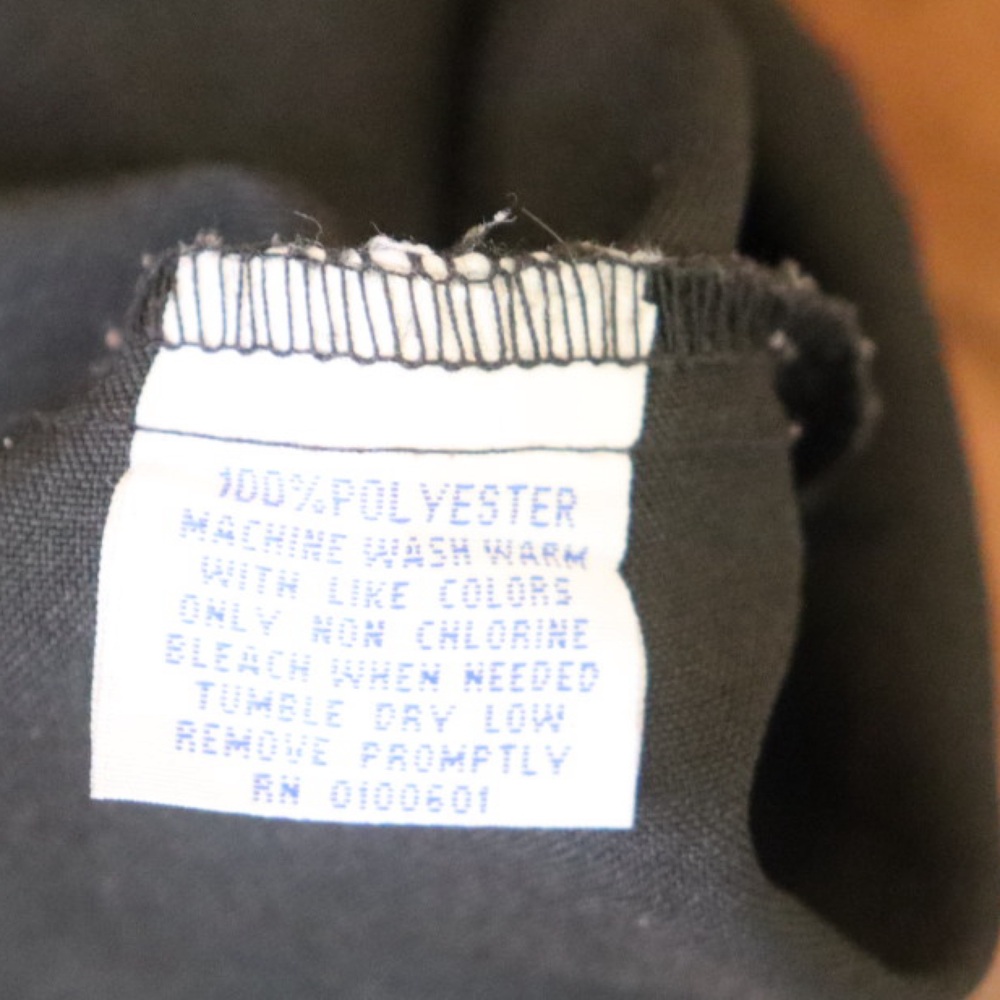 100%POLYESTER
MACHINE WASH WARM
WITH LIKE COLORS
ONLY NON CHLORINE
BLEACH WHEN NEEDED
TUMBLE DRY LOW
REMOVE PROMPTLY
RN 0100601